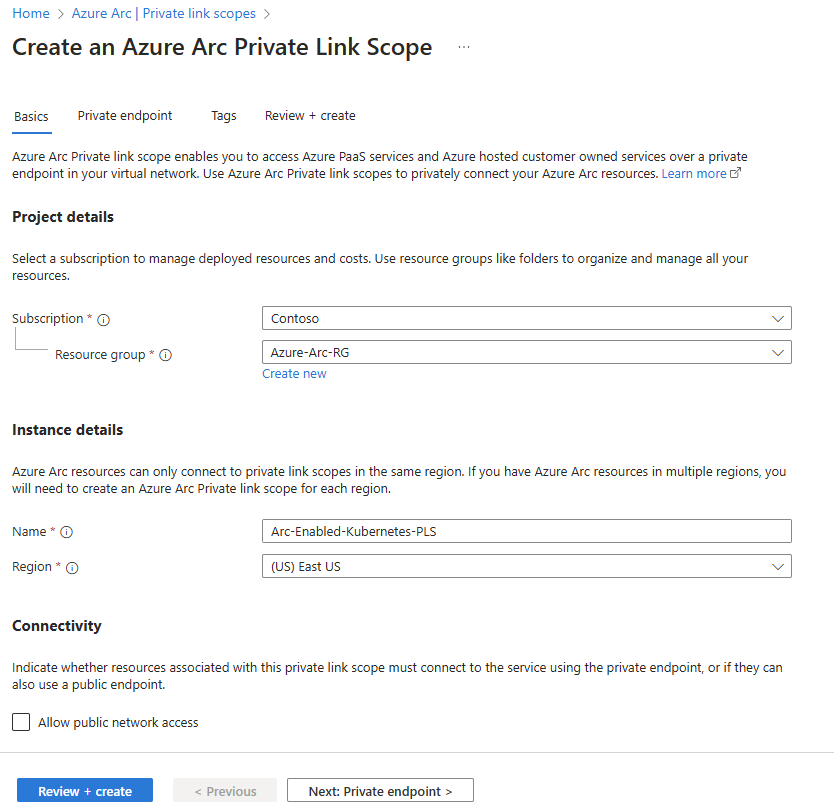 Home > Azure Arc | Private link scopes >
Create an Azure Arc Private Link Scope ...
Basics Private endpoint Tags Review + create
Azure Arc Private link scope enables you to access Azure PaaS services and Azure hosted customer owned services over a private
endpoint in your virtual network. Use Azure Arc Private link scopes to privately connect your Azure Arc resources. Learn more
Project details
Select a subscription to manage deployed resources and costs. Use resource groups like folders to organize and manage all your
resources.
Subscription * Contoso
Resource group * Azure-Arc-RG
Create new
Instance details
Azure Arc resources can only connect to private link scopes in the same region. If you have Azure Arc resources in multiple regions, you
will need to create an Azure Arc Private link scope for each region.
Name * Arc-Enabled-Kubernetes-PLS
Region * (US) East US
Connectivity
Indicate whether resources associated with this private link scope must connect to the service using the private endpoint, or if they can
also use a public endpoint.
Allow public network access
Review + create < Previous Next: Private endpoint >